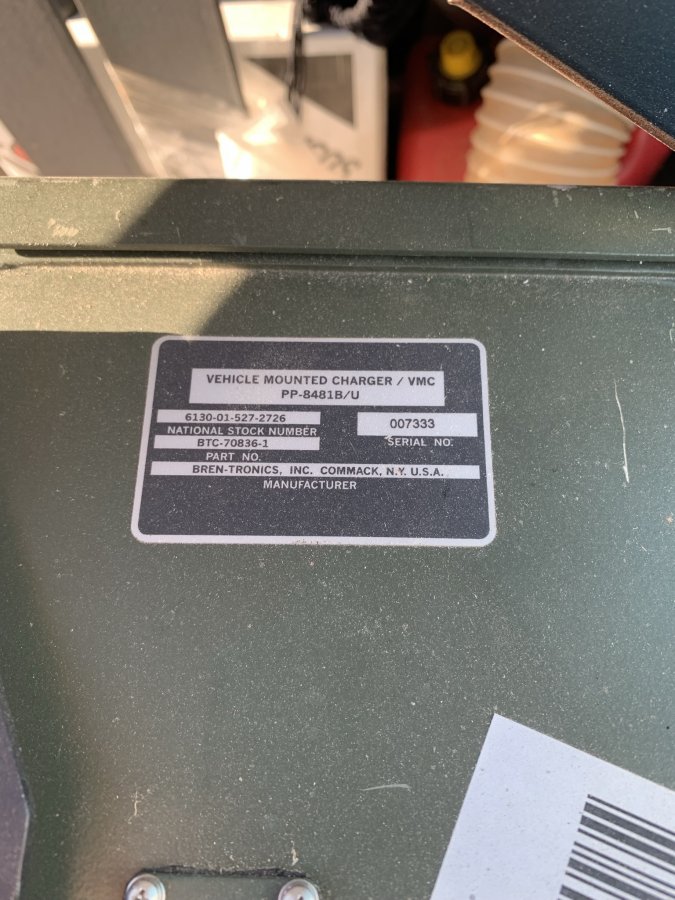 VEHICLE MOUNTED CHARGER / VMC
PP-8481B/U
6130-01-527-2726
NATIONAL STOCK NUMBER
007333
SERIAL NO.
BTC-70836-1
PART NO.
BREN-TRONICS, INC. COMMACK, N.Y. U.S.A.
MANUFACTURER